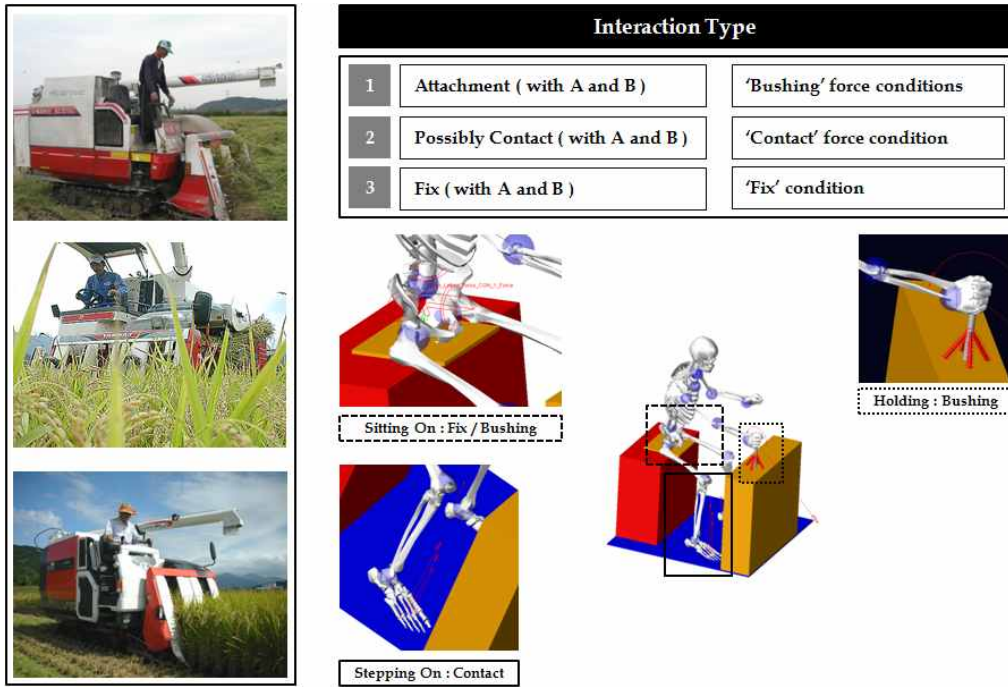 Interaction Type
1 Attachment ( with A and B ) 'Bushing' force conditions
2 Possibly Contact ( with A and B ) 'Contact' force condition
3 Fix ( with A and B ) 'Fix' condition
Sitting On : Fix / Bushing
Holding : Bushing
Stepping On : Contact